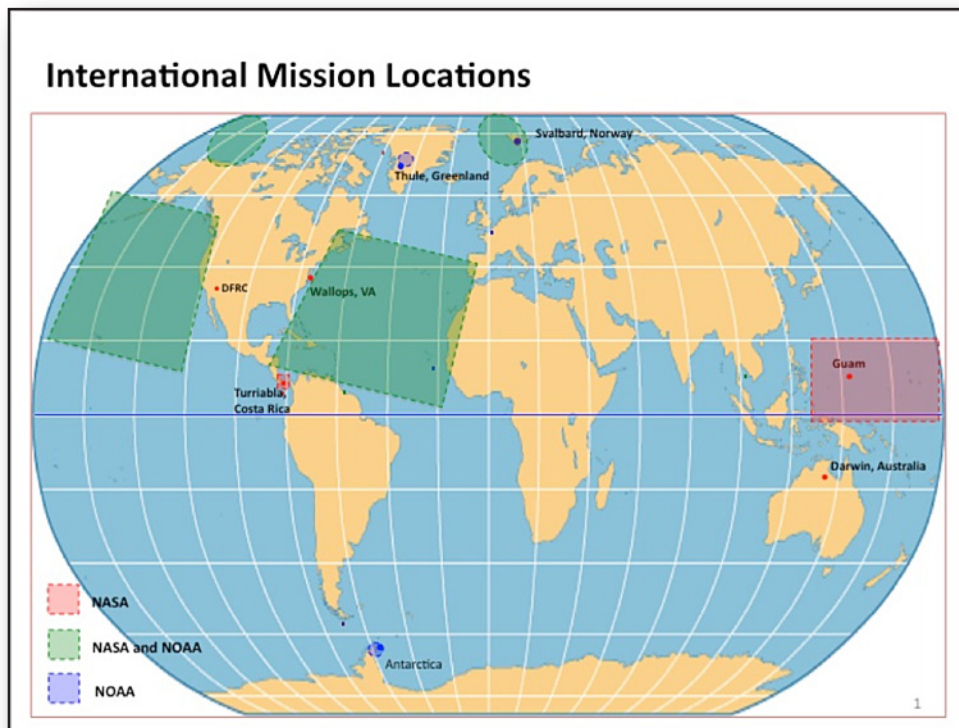 International Mission Locations
Svalbard, Norway
Thule, Greenland
DFRC
Wallops, VA
Guam
Turriabla,
Costa Rica
Darwin, Australia
NASA
NASA and NOAA
NOAA
Antarctica
1